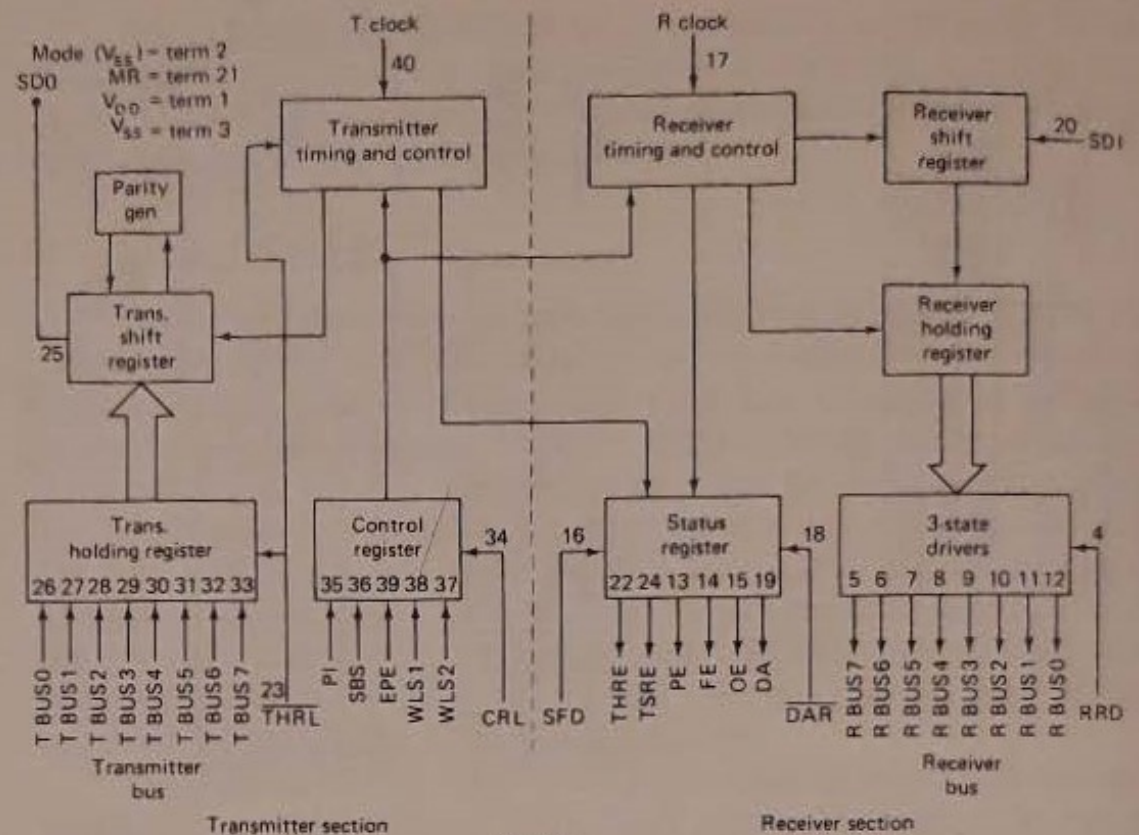 T clock
R clock
Mode (VSS) = term 2
MR = term 21
VDD = term 1
VSS = term 3
SD0
40
17
Transmitter
timing and control
Receiver
timing and control
Receiver
shift
register
20
SDI
Parity
gen
Trans.
shift
register
25
Receiver
holding
register
Trans.
holding register
26 27 28 29 30 31 32 33
Control
register
35 36 39 38 37
34
16
Status
register
22 24 13 14 15 19
18
3-state
drivers
5 6 7 8 9 10 11 12
4
T BUS0
T BUS1
T BUS2
T BUS3
T BUS4
T BUS5
T BUS6
T BUS7
23
THRL
PI
SBS
EPE
WLS1
WLS2
CRL
SFD
THRE
TSRE
PE
FE
OE
DA
DAR
R BUS7
R BUS6
R BUS5
R BUS4
R BUS3
R BUS2
R BUS1
R BUS0
RRD
Transmitter
bus
Receiver
bus
Transmitter section
Receiver section